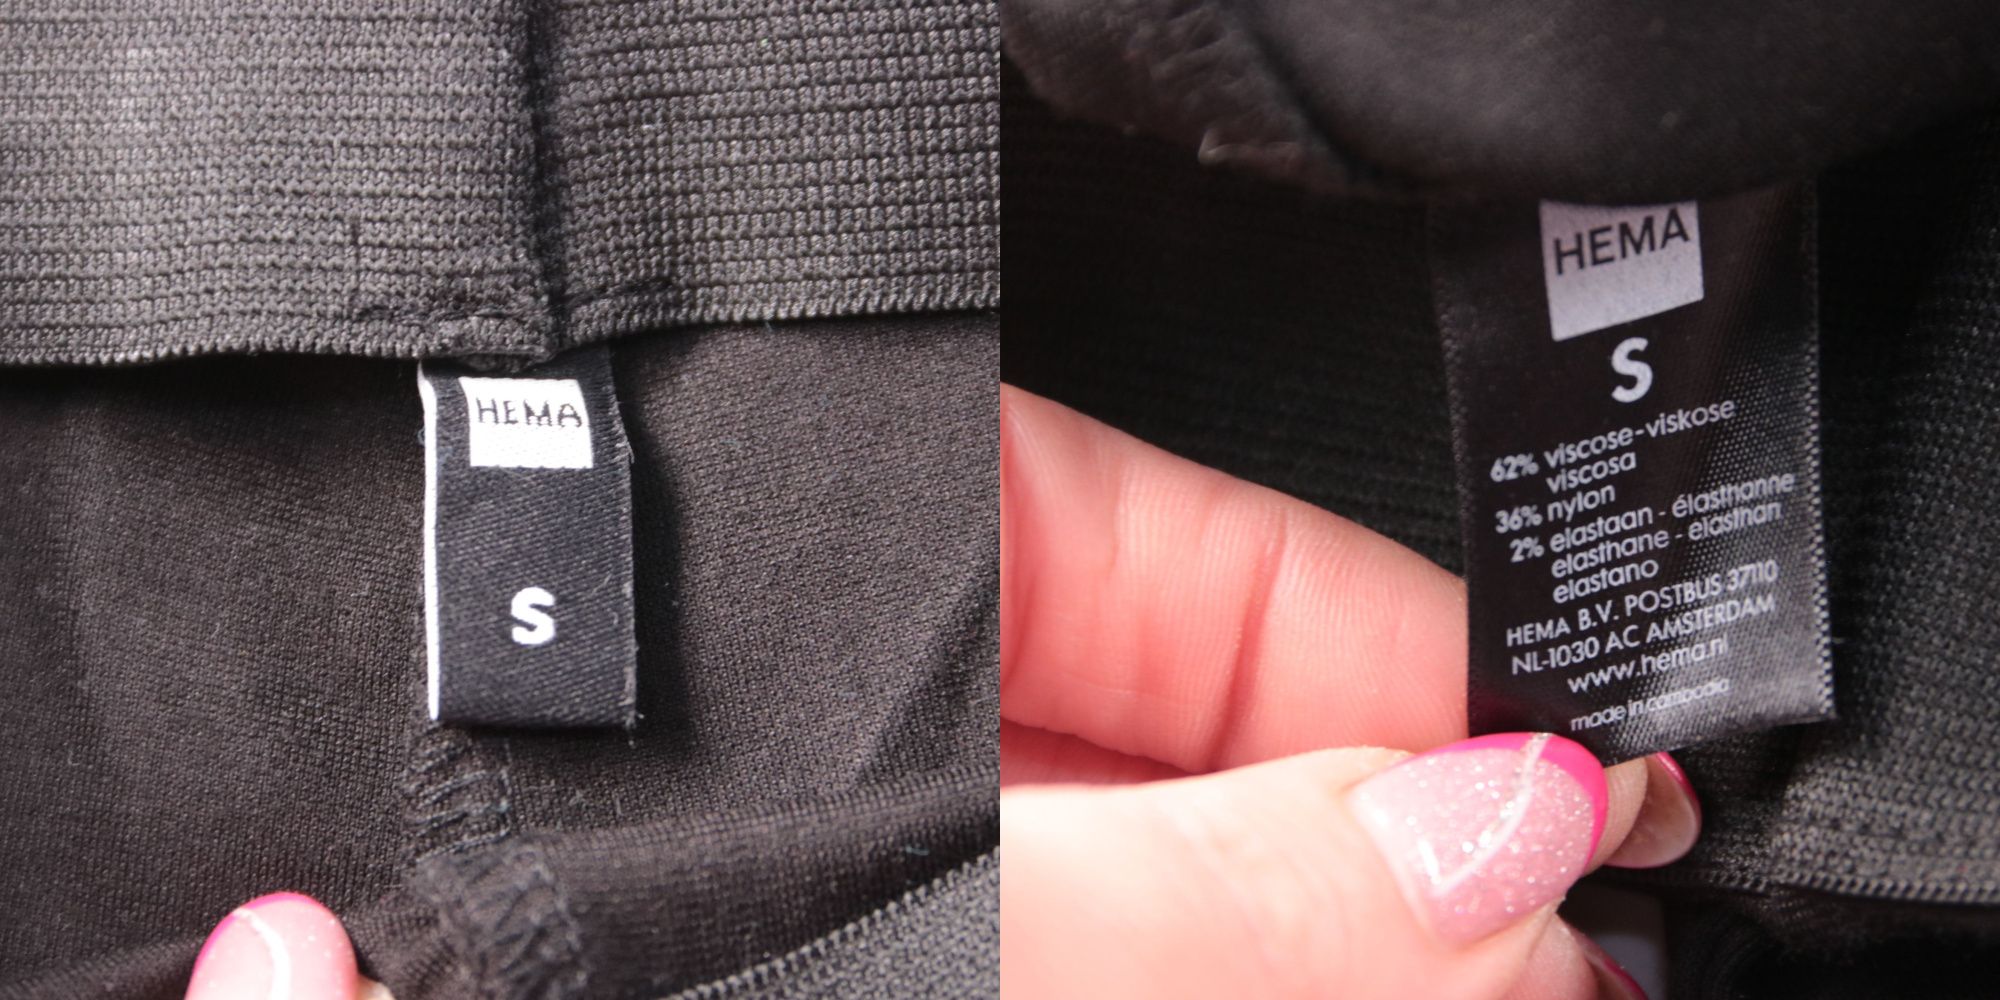 HEMA
S
HEMA
S
62% viscose-viskose
viscosa
36% nylon
2% elastaan - élasthanne
elasthane - elasthan
elastano
HEMA B.V. POSTBUS 37110
NL-1030 AC AMSTERDAM
www.hema.nl
made in cambodia